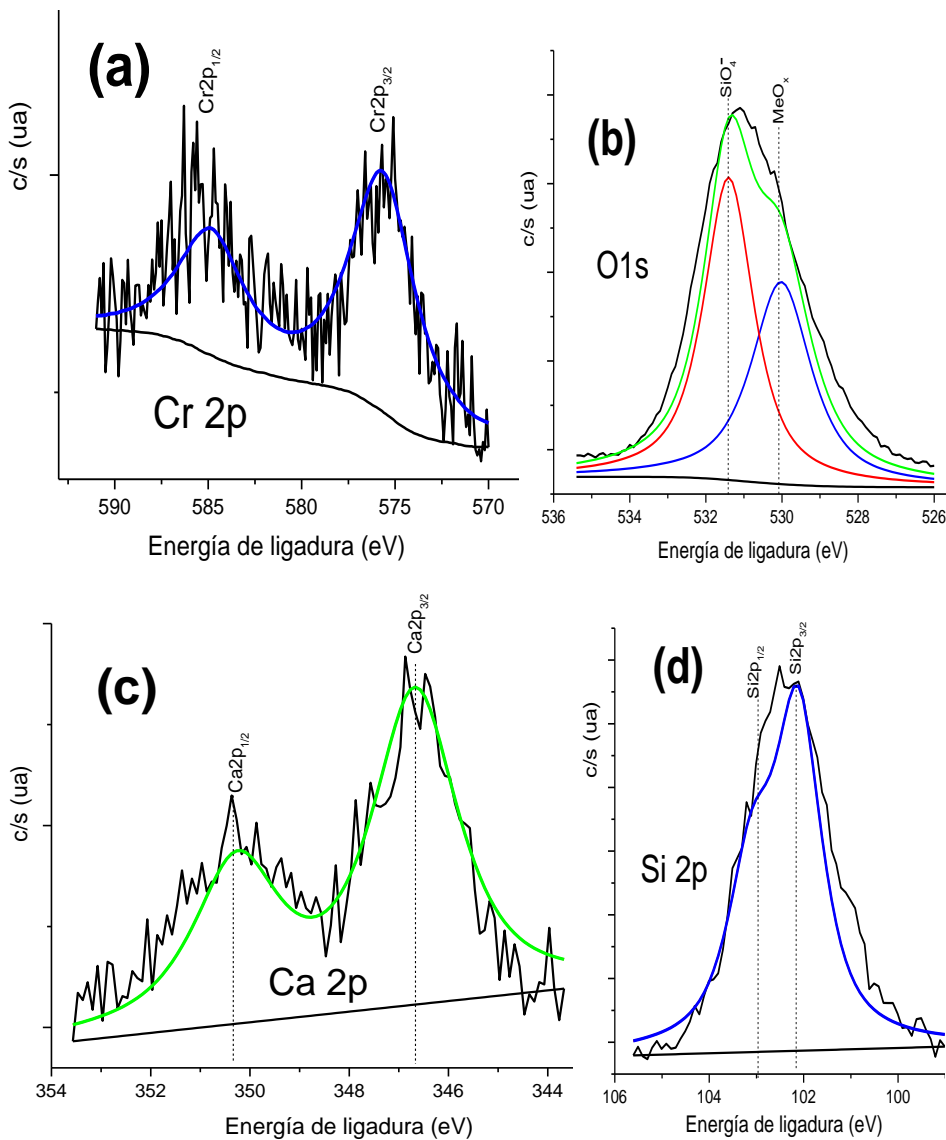 (a)
Cr2p1/2
Cr2p3/2
c/s (ua)
Cr 2p
590 585 580 575 570
Energía de ligadura (eV)
(b)
SiO4-
MeOx
c/s (ua)
O1s
536 534 532 530 528 526
Energía de ligadura (eV)
(c)
Ca2p1/2
Ca2p3/2
c/s (ua)
Ca 2p
354 352 350 348 346 344
Energía de ligadura (eV)
(d)
Si2p1/2
Si2p3/2
c/s (ua)
Si 2p
106 104 102 100
Energía de ligadura (eV)